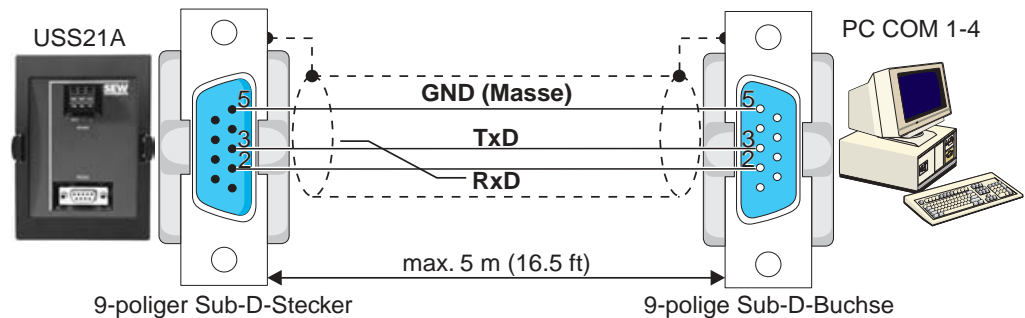 USS21A
PC COM 1-4
SEW
GND (Masse)
5
5
TxD
3
3
2
2
RxD
max. 5 m (16.5 ft)
9-poliger Sub-D-Stecker
9-polige Sub-D-Buchse